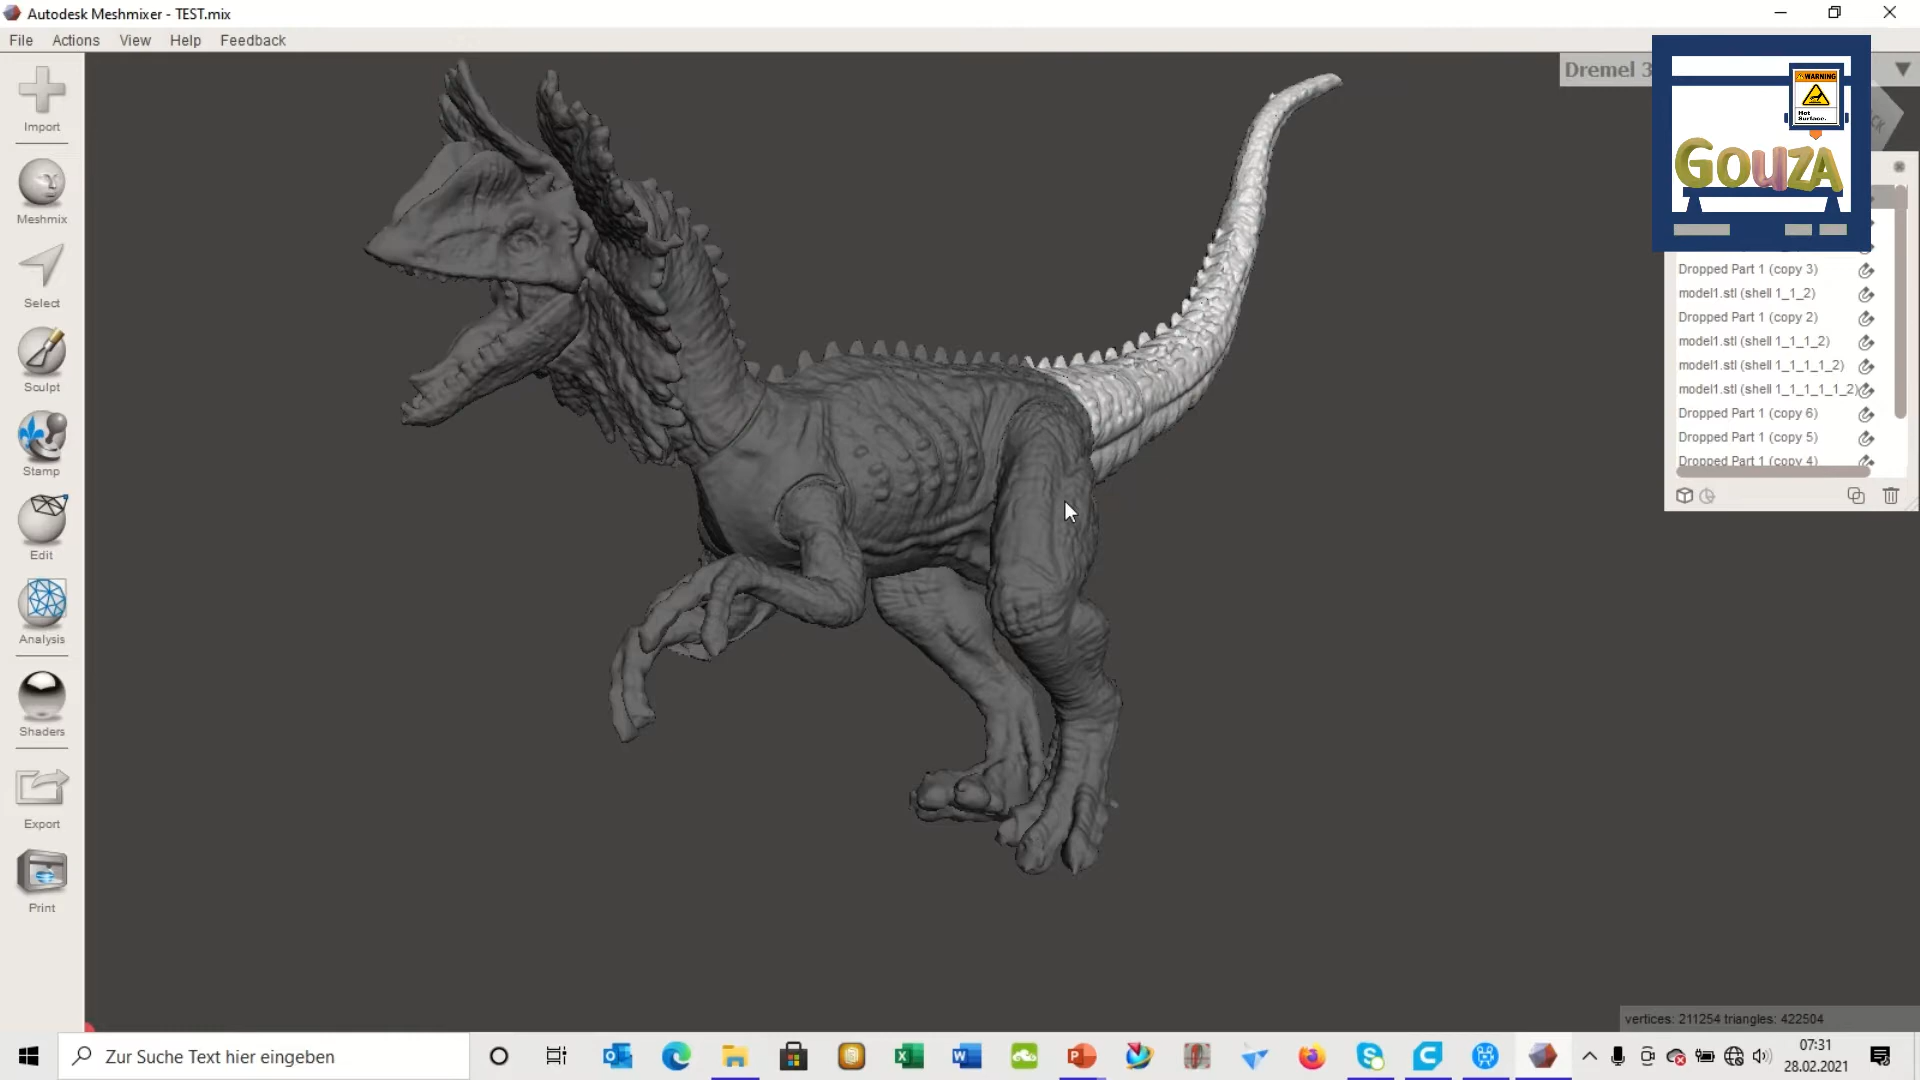 Autodesk Meshmixer - TEST.mix
File Actions View Help Feedback
Import
Meshmix
Select
Sculpt
Stamp
Edit
Analysis
Shaders
Export
Print
Dremel 3
WARNING
Hot
Surface.
GOUZA
Dropped Part 1 (copy 3)
model1.stl (shell 1_1_2)
Dropped Part 1 (copy 2)
model1.stl (shell 1_1_1_2)
model1.stl (shell 1_1_1_1_2)
model1.stl (shell 1_1_1_1_1_2)
Dropped Part 1 (copy 6)
Dropped Part 1 (copy 5)
Dropped Part 1 (copy 4)
vertices: 211254 triangles: 422504
Zur Suche Text hier eingeben
07:31
28.02.2021